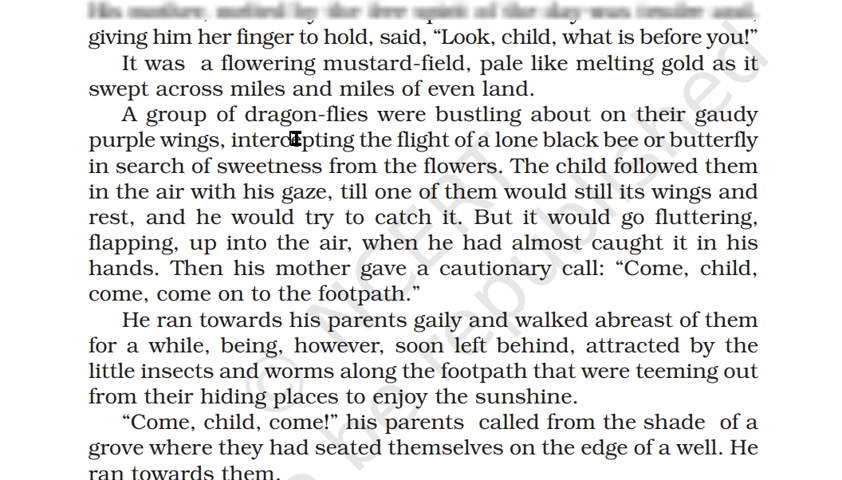 giving him her finger to hold, said, “Look, child, what is before you!”
It was a flowering mustard-field, pale like melting gold as it
swept across miles and miles of even land.
A group of dragon-flies were bustling about on their gaudy
purple wings, intercepting the flight of a lone black bee or butterfly
in search of sweetness from the flowers. The child followed them
in the air with his gaze, till one of them would still its wings and
rest, and he would try to catch it. But it would go fluttering,
flapping, up into the air, when he had almost caught it in his
hands. Then his mother gave a cautionary call: “Come, child,
come, come on to the footpath.”
He ran towards his parents gaily and walked abreast of them
for a while, being, however, soon left behind, attracted by the
little insects and worms along the footpath that were teeming out
from their hiding places to enjoy the sunshine.
“Come, child, come!” his parents called from the shade of a
grove where they had seated themselves on the edge of a well. He
ran towards them.
© NCERT
be republished